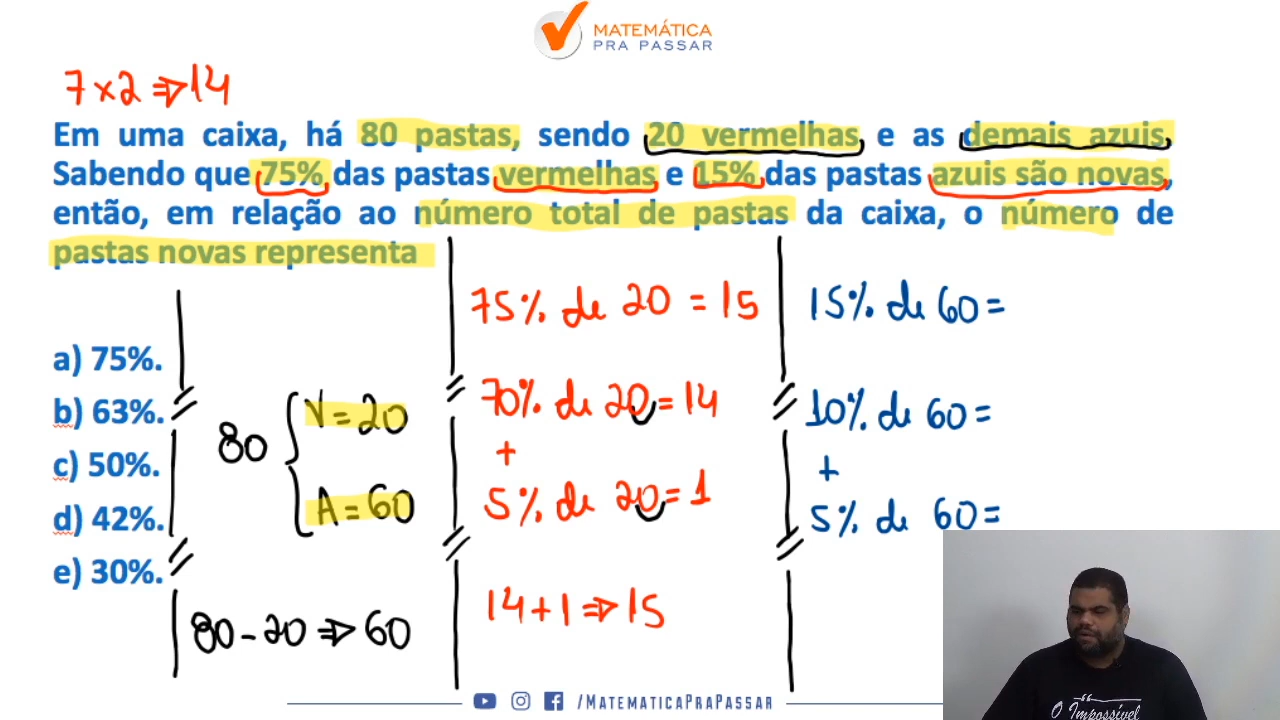 MATEMÁTICA
PRA PASSAR
7 x 2 ⇒ 14
Em uma caixa, há 80 pastas, sendo 20 vermelhas e as demais azuis.
Sabendo que 75% das pastas vermelhas e 15% das pastas azuis são novas,
então, em relação ao número total de pastas da caixa, o número de
pastas novas representa
a) 75%.
b) 63%.
c) 50%.
d) 42%.
e) 30%.
80 { V = 20
A = 60
80 - 20 ⇒ 60
75% de 20 = 15
70% de 20 = 14
+
5% de 20 = 1
14 + 1 ⇒ 15
15% de 60 =
10% de 60 =
+
5% de 60 =
/MATEMATICAPRAPASSAR
“
O Impossível